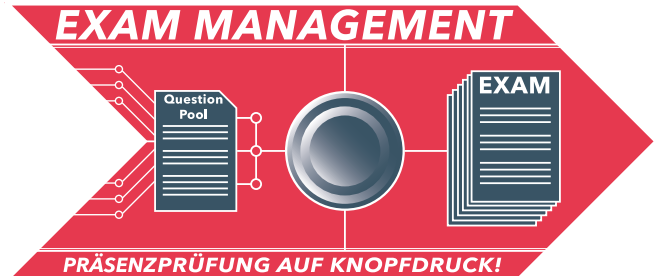 EXAM MANAGEMENT
Question
Pool
EXAM
PRÄSENZPRÜFUNG AUF KNOPFDRUCK!